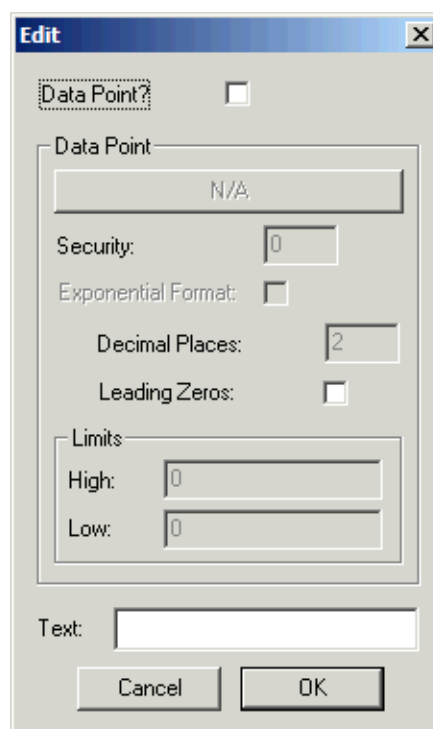 Edit
Data Point?
Data Point
N/A
Security: 0
Exponential Format:
Decimal Places: 2
Leading Zeros:
Limits
High: 0
Low: 0
Text:
Cancel OK